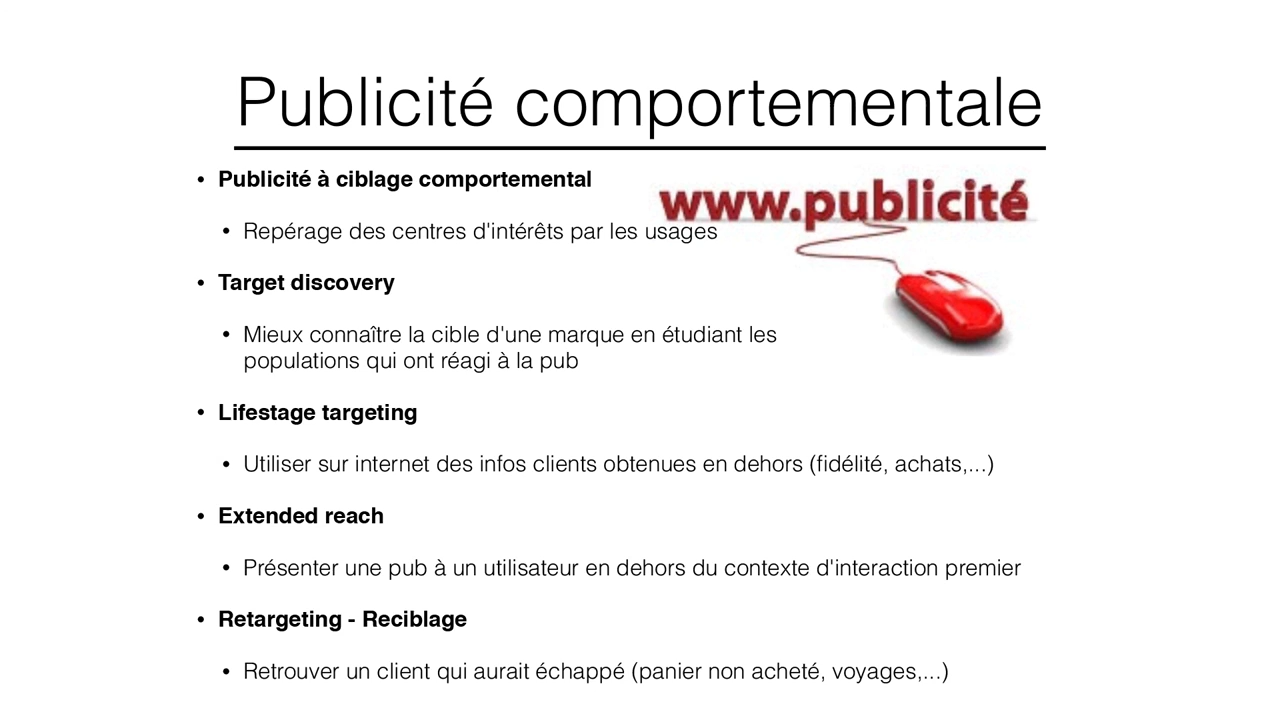 Publicité comportementale
• Publicité à ciblage comportemental
www.publicité
• Repérage des centres d'intérêts par les usages
• Target discovery
• Mieux connaître la cible d'une marque en étudiant les
populations qui ont réagi à la pub
• Lifestage targeting
• Utiliser sur internet des infos clients obtenues en dehors (fidélité, achats,...)
• Extended reach
• Présenter une pub à un utilisateur en dehors du contexte d'interaction premier
• Retargeting - Reciblage
• Retrouver un client qui aurait échappé (panier non acheté, voyages,...)